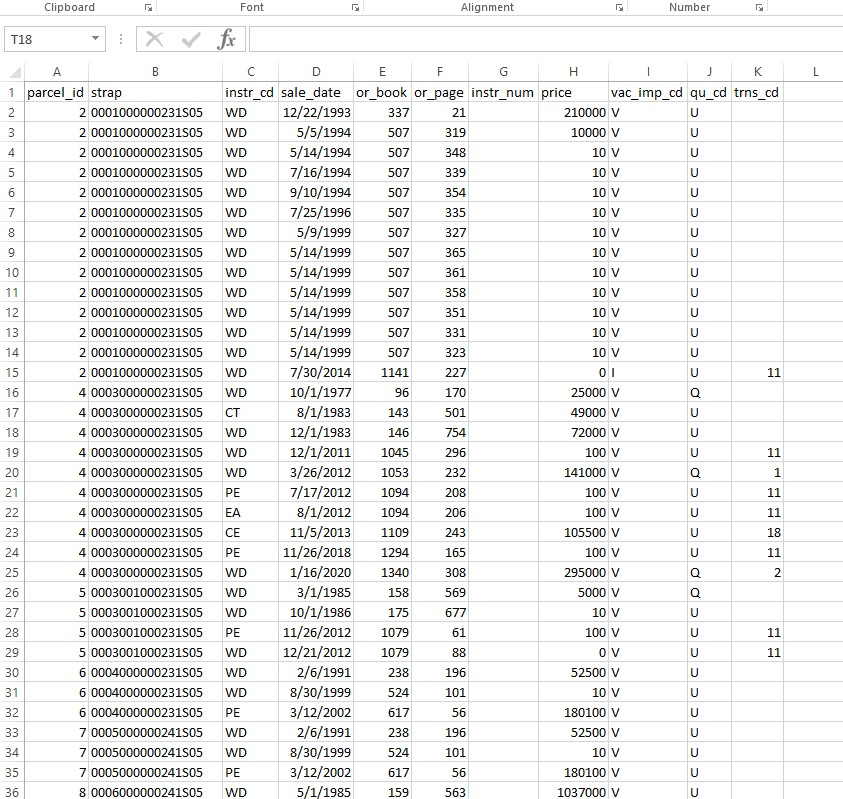 Clipboard Font Alignment Number
T18 fx
A B C D E F G H I J K L
1 parcel_id strap instr_cd sale_date or_book or_page instr_num price vac_imp_cd qu_cd trns_cd
2 2 0001000000231S05 WD 12/22/1993 337 21 210000 V U
3 2 0001000000231S05 WD 5/5/1994 507 319 10000 V U
4 2 0001000000231S05 WD 5/14/1994 507 348 10 V U
5 2 0001000000231S05 WD 7/16/1994 507 339 10 V U
6 2 0001000000231S05 WD 9/10/1994 507 354 10 V U
7 2 0001000000231S05 WD 7/25/1996 507 335 10 V U
8 2 0001000000231S05 WD 5/9/1999 507 327 10 V U
9 2 0001000000231S05 WD 5/14/1999 507 365 10 V U
10 2 0001000000231S05 WD 5/14/1999 507 361 10 V U
11 2 0001000000231S05 WD 5/14/1999 507 358 10 V U
12 2 0001000000231S05 WD 5/14/1999 507 351 10 V U
13 2 0001000000231S05 WD 5/14/1999 507 331 10 V U
14 2 0001000000231S05 WD 5/14/1999 507 323 10 V U
15 2 0001000000231S05 WD 7/30/2014 1141 227 0 I U 11
16 4 0003000000231S05 WD 10/1/1977 96 170 25000 V Q
17 4 0003000000231S05 CT 8/1/1983 143 501 49000 V U
18 4 0003000000231S05 WD 12/1/1983 146 754 72000 V U
19 4 0003000000231S05 WD 12/1/2011 1045 296 100 V U 11
20 4 0003000000231S05 WD 3/26/2012 1053 232 141000 V Q 1
21 4 0003000000231S05 PE 7/17/2012 1094 208 100 V U 11
22 4 0003000000231S05 EA 8/1/2012 1094 206 100 V U 11
23 4 0003000000231S05 CE 11/5/2013 1109 243 105500 V U 18
24 4 0003000000231S05 PE 11/26/2018 1294 165 100 V U 11
25 4 0003000000231S05 WD 1/16/2020 1340 308 295000 V Q 2
26 5 0003001000231S05 WD 3/1/1985 158 569 5000 V Q
27 5 0003001000231S05 WD 10/1/1986 175 677 10 V U
28 5 0003001000231S05 PE 11/26/2012 1079 61 100 V U 11
29 5 0003001000231S05 WD 12/21/2012 1079 88 0 V U 11
30 6 0004000000231S05 WD 2/6/1991 238 196 52500 V U
31 6 0004000000231S05 WD 8/30/1999 524 101 10 V U
32 6 0004000000231S05 PE 3/12/2002 617 56 180100 V U
33 7 0005000000241S05 WD 2/6/1991 238 196 52500 V U
34 7 0005000000241S05 WD 8/30/1999 524 101 10 V U
35 7 0005000000241S05 PE 3/12/2002 617 56 180100 V U
36 8 0006000000241S05 WD 5/1/1985 159 563 1037000 V U